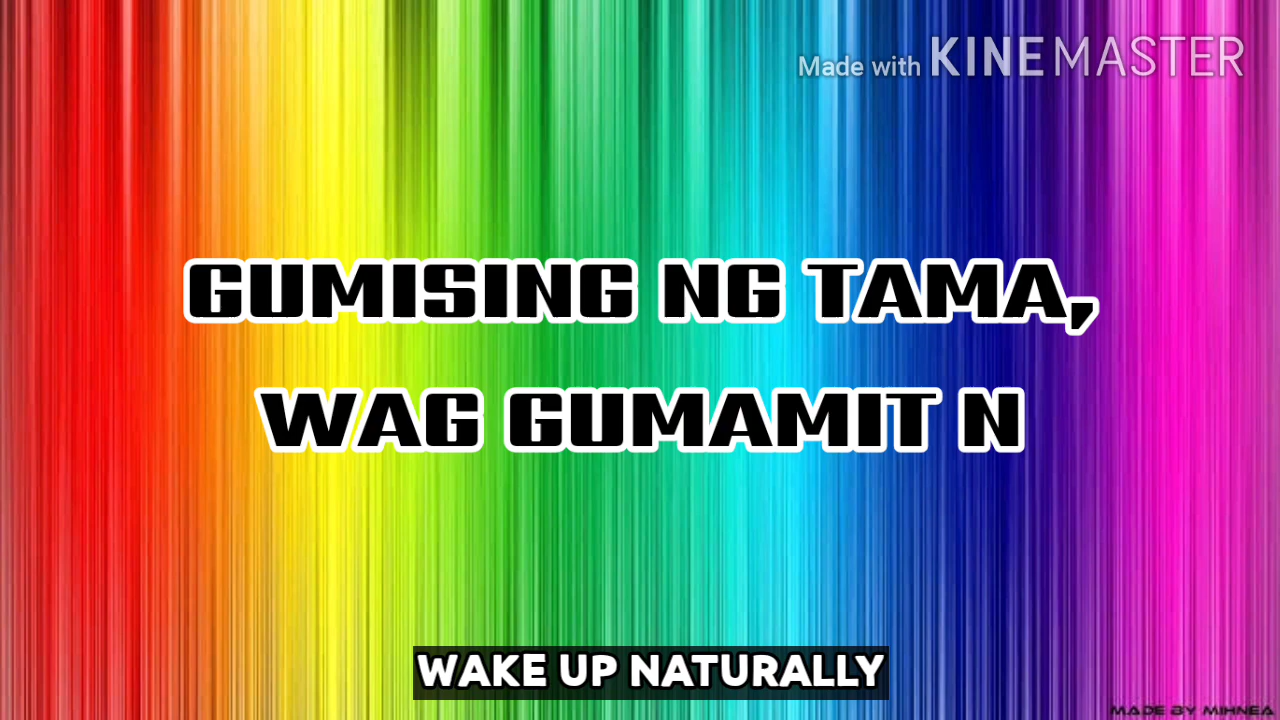 Made with KINEMASTER
GUMISING NG TAMA,
WAG GUMAMIT N
WAKE UP NATURALLY
MADE BY MIHNEA